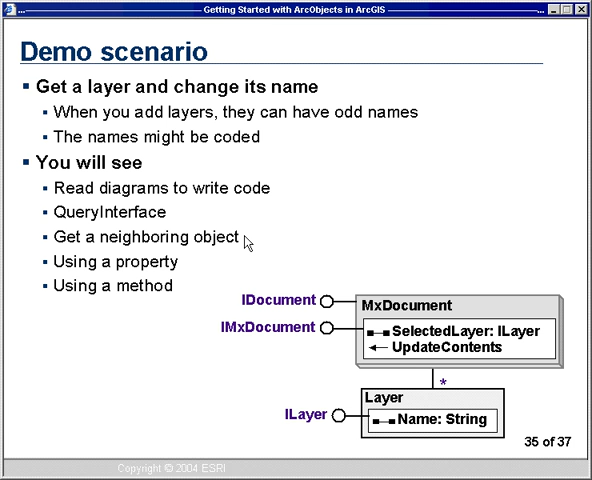 Getting Started with ArcObjects in ArcGIS
Demo scenario
Get a layer and change its name
When you add layers, they can have odd names
The names might be coded
You will see
Read diagrams to write code
QueryInterface
Get a neighboring object
Using a property
Using a method
IDocument
MxDocument
IMxDocument
SelectedLayer: ILayer
UpdateContents
*
Layer
ILayer
Name: String
35 of 37
Copyright © 2004 ESRI